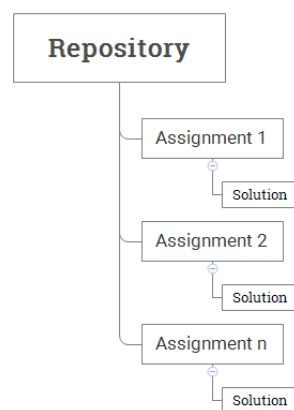 Repository
Assignment 1
Solution
Assignment 2
Solution
Assignment n
Solution